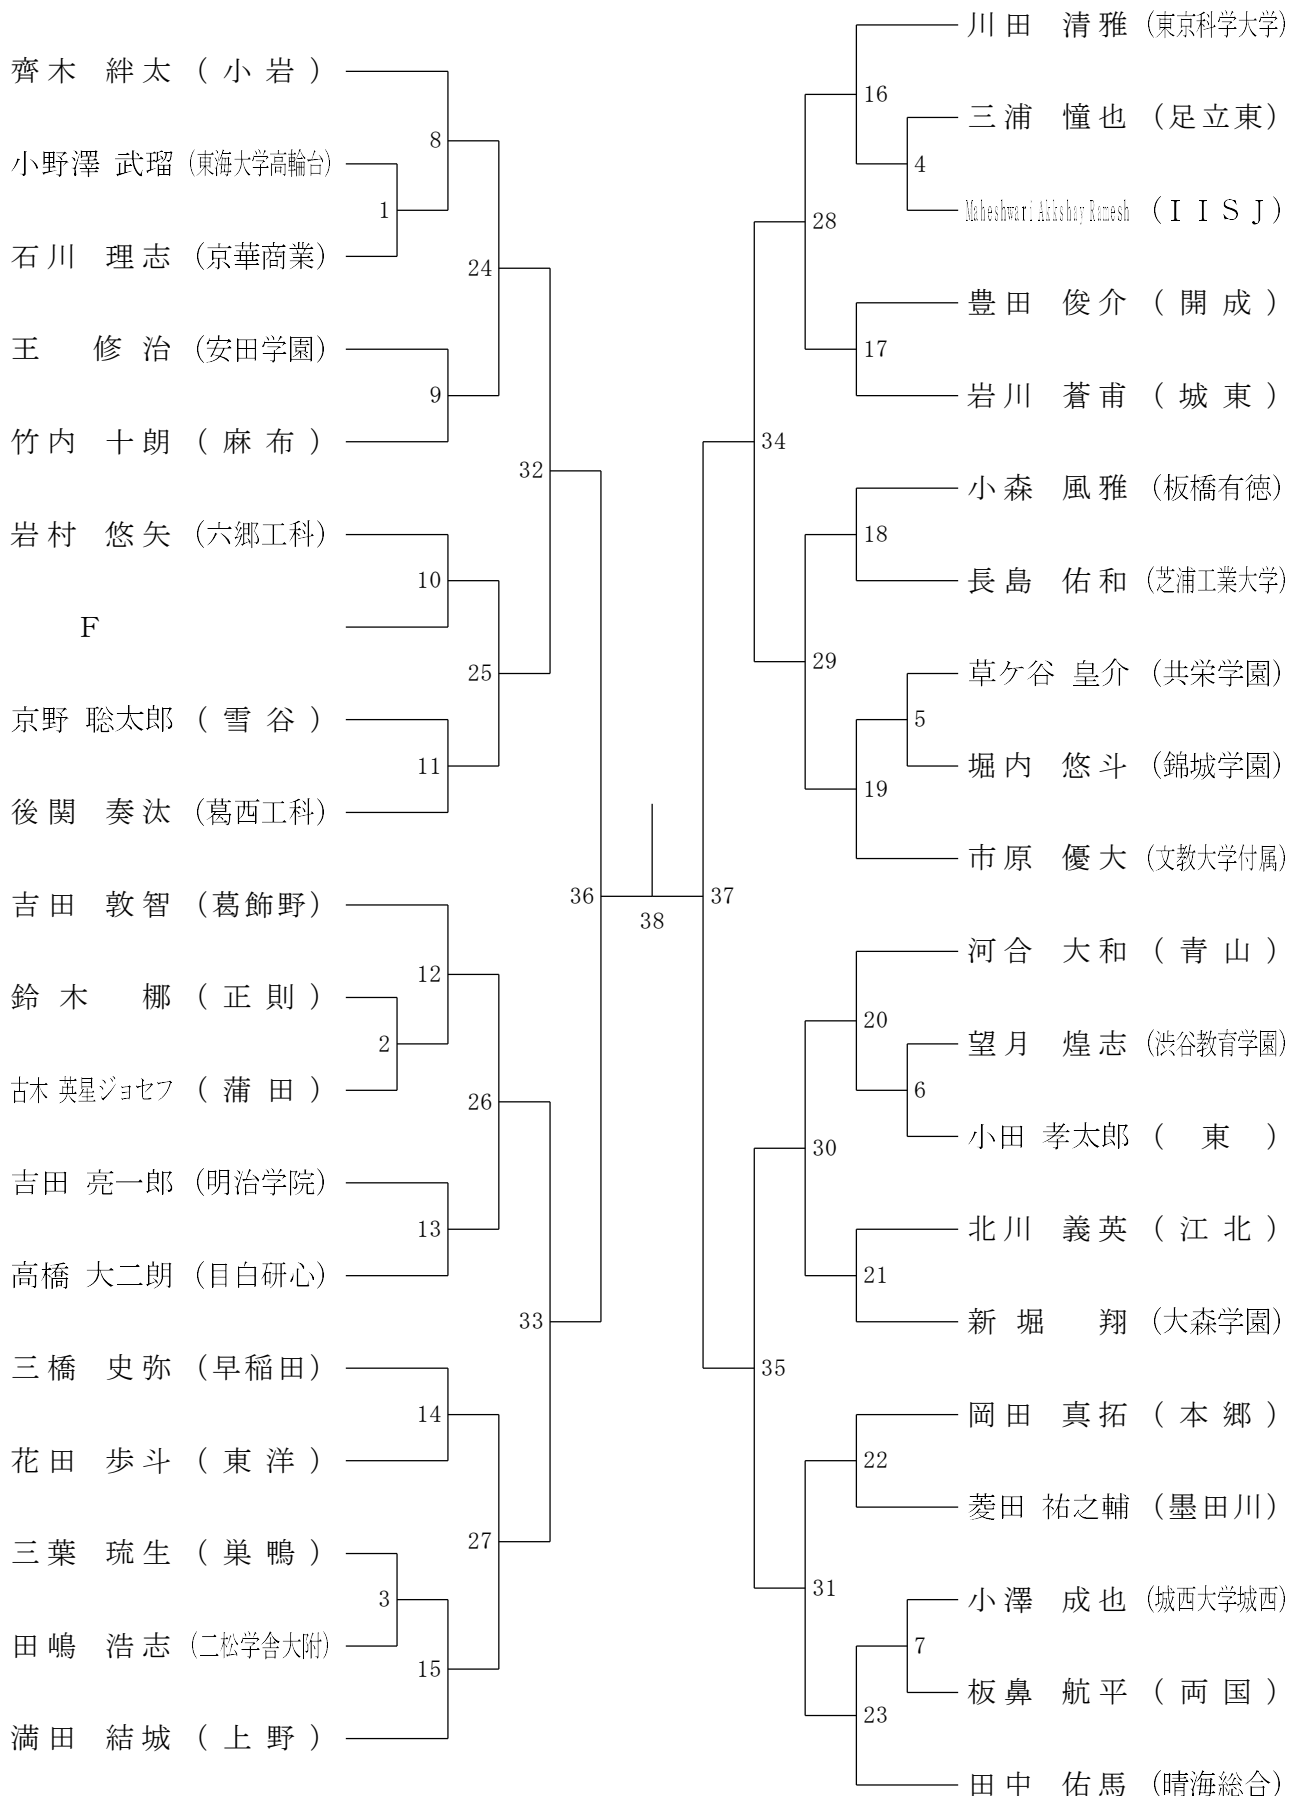 齊木 絆太 (小岩)
小野澤 武瑠 (東海大学高輪台)
石川 理志 (京華商業)
王 修治 (安田学園)
竹内 十朗 (麻布)
岩村 悠矢 (六郷工科)
F
京野 聡太郎 (雪谷)
後関 奏汰 (葛西工科)
吉田 敦智 (葛飾野)
鈴木 梛 (正則)
古木 英星ジョセフ (蒲田)
吉田 亮一郎 (明治学院)
高橋 大二朗 (目白研心)
三橋 史弥 (早稲田)
花田 歩斗 (東洋)
三葉 琉生 (巣鴨)
田嶋 浩志 (二松学舎大附)
満田 結城 (上野)
1
2
3
8
9
10
11
12
13
14
15
24
25
26
27
32
33
36
38
37
34
35
28
29
30
31
16
17
18
19
20
21
22
23
4
5
6
7
川田 清雅 (東京科学大学)
三浦 憧也 (足立東)
Maheshwari Akkshay Ramesh (IISJ)
豊田 俊介 (開成)
岩川 蒼甫 (城東)
小森 風雅 (板橋有徳)
長島 佑和 (芝浦工業大学)
草ケ谷 皇介 (共栄学園)
堀内 悠斗 (錦城学園)
市原 優大 (文教大学付属)
河合 大和 (青山)
望月 煌志 (渋谷教育学園)
小田 孝太郎 (東)
北川 義英 (江北)
新堀 翔 (大森学園)
岡田 真拓 (本郷)
菱田 祐之輔 (墨田川)
小澤 成也 (城西大学城西)
板鼻 航平 (両国)
田中 佑馬 (晴海総合)